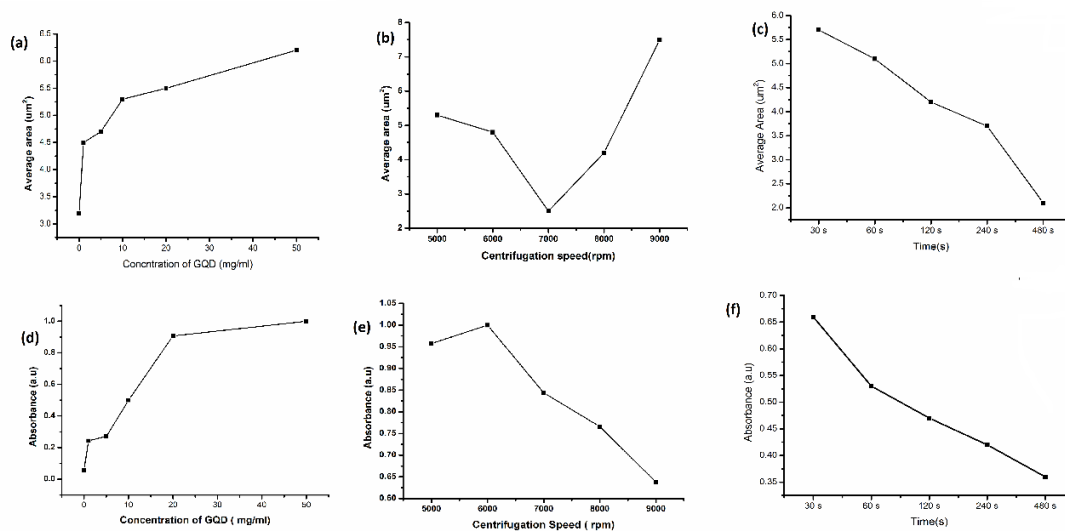 (a)
6.5
6.0
5.5
5.0
4.5
4.0
3.5
3.0
Average area (um²)
0 10 20 30 40 50
Concntration of GQD (mg/ml)
(b)
8
7
6
5
4
3
2
Average area (um²)
5000 6000 7000 8000 9000
Centrifugation speed(rpm)
(c)
6.0
5.5
5.0
4.5
4.0
3.5
3.0
2.5
2.0
Average Area (um²)
30 s 60 s 120 s 240 s 480 s
Time(s)
(d)
1.0
0.8
0.6
0.4
0.2
0.0
Absorbance (a.u)
0 10 20 30 40 50
Concentration of GQD ( mg/ml)
(e)
1.05
1.00
0.95
0.90
0.85
0.80
0.75
0.70
0.65
0.60
Absorbance (a.u)
5000 6000 7000 8000 9000
Centrifugation Speed ( rpm)
(f)
0.70
0.65
0.60
0.55
0.50
0.45
0.40
0.35
Absorbance (a.u)
30 s 60 s 120 s 240 s 480 s
Time(s)